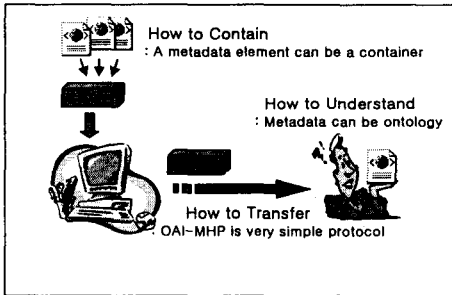 How to Contain
: A metadata element can be a container
How to Understand
: Metadata can be ontology
How to Transfer
: OAI-MHP is very simple protocol